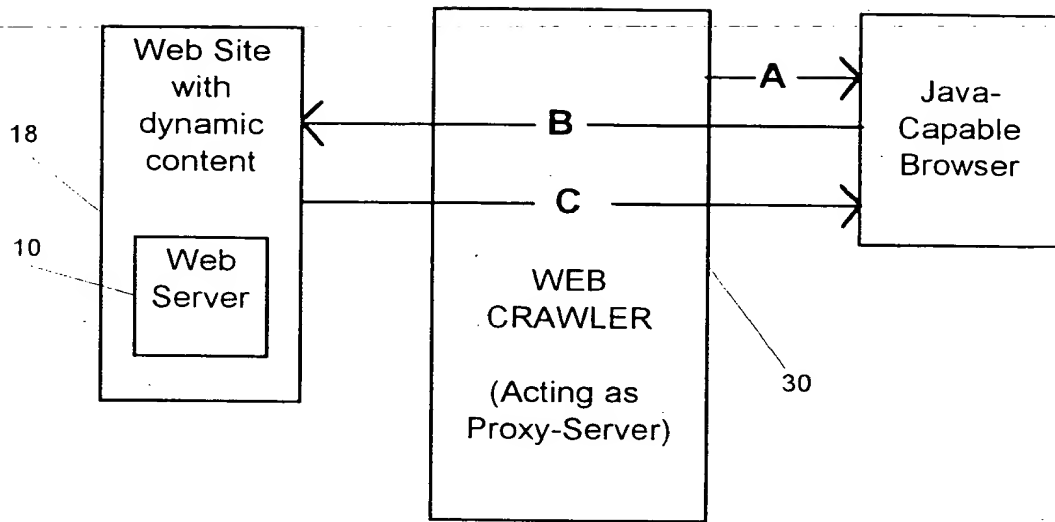 Web Site
with
dynamic
content
18
10
Web
Server
A
B
C
WEB
CRAWLER
(Acting as
Proxy-Server)
30
Java-
Capable
Browser